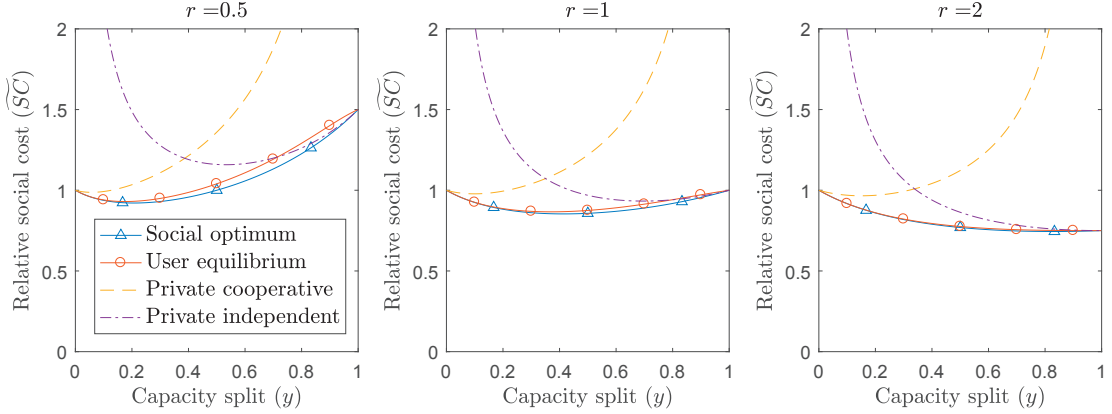 r = 0.5
Relative social cost (S̃C̃)
2
1.5
1
0.5
0
Social optimum
User equilibrium
Private cooperative
Private independent
0 0.2 0.4 0.6 0.8 1
Capacity split (y)
r = 1
Relative social cost (S̃C̃)
2
1.5
1
0.5
0
0 0.2 0.4 0.6 0.8 1
Capacity split (y)
r = 2
Relative social cost (S̃C̃)
2
1.5
1
0.5
0
0 0.2 0.4 0.6 0.8 1
Capacity split (y)